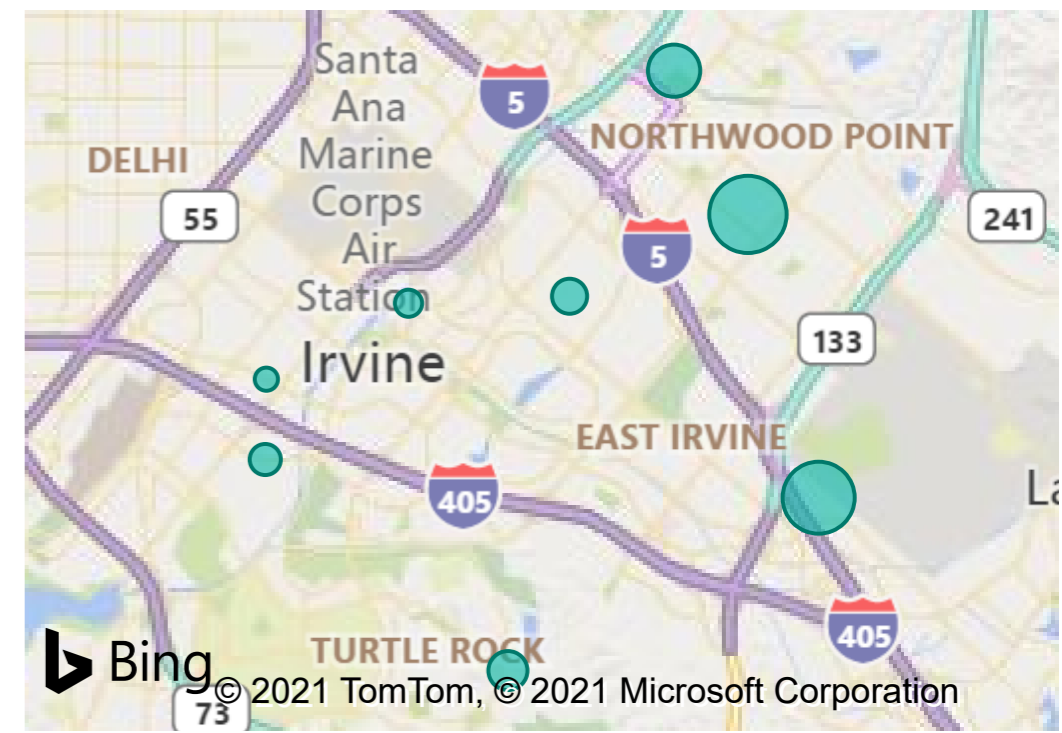 Santa
Ana
Marine
Corps
Air
Station
5
NORTHWOOD POINT
DELHI
55
241
5
133
Irvine
EAST IRVINE
405
La
405
TURTLE ROCK
Bing
© 2021 TomTom, © 2021 Microsoft Corporation
73